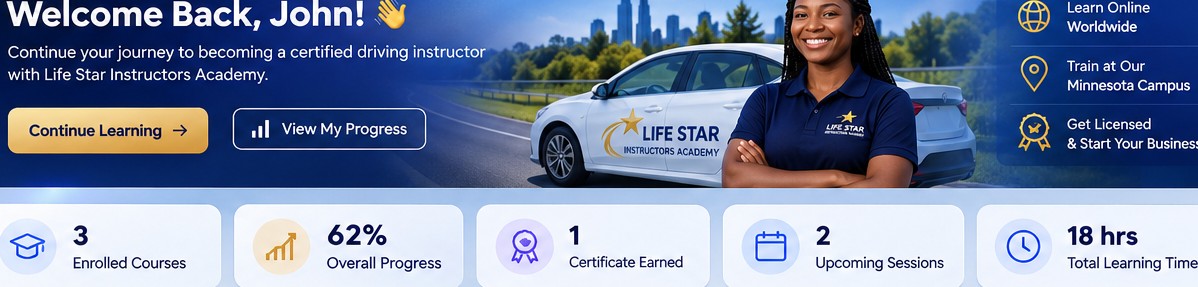 Welcome Back, John! 👋
Continue your journey to becoming a certified driving instructor
with Life Star Instructors Academy.
Continue Learning →
View My Progress
LIFE STAR
INSTRUCTORS ACADEMY
LIFE STAR
INSTRUCTORS ACADEMY
Learn Online
Worldwide
Train at Our
Minnesota Campus
Get Licensed
& Start Your Business
3
Enrolled Courses
62%
Overall Progress
1
Certificate Earned
2
Upcoming Sessions
18 hrs
Total Learning Time